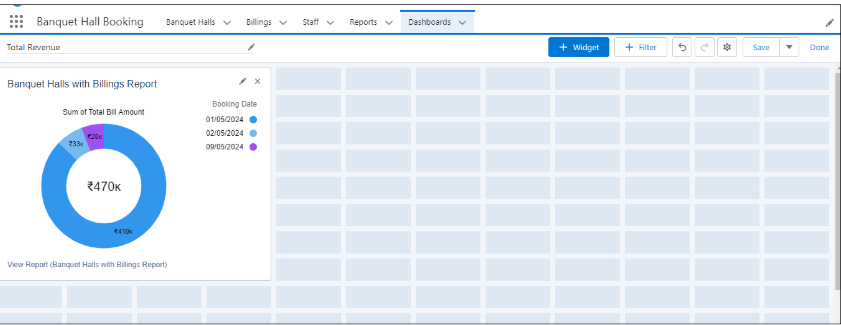 Banquet Hall Booking Banquet Halls Billings Staff Reports Dashboards
Total Revenue + Widget + Filter Save Done
Banquet Halls with Billings Report
Sum of Total Bill Amount
Booking Date
01/05/2024
02/05/2024
09/05/2024
₹28K
₹33K
₹470K
₹410K
View Report (Banquet Halls with Billings Report)